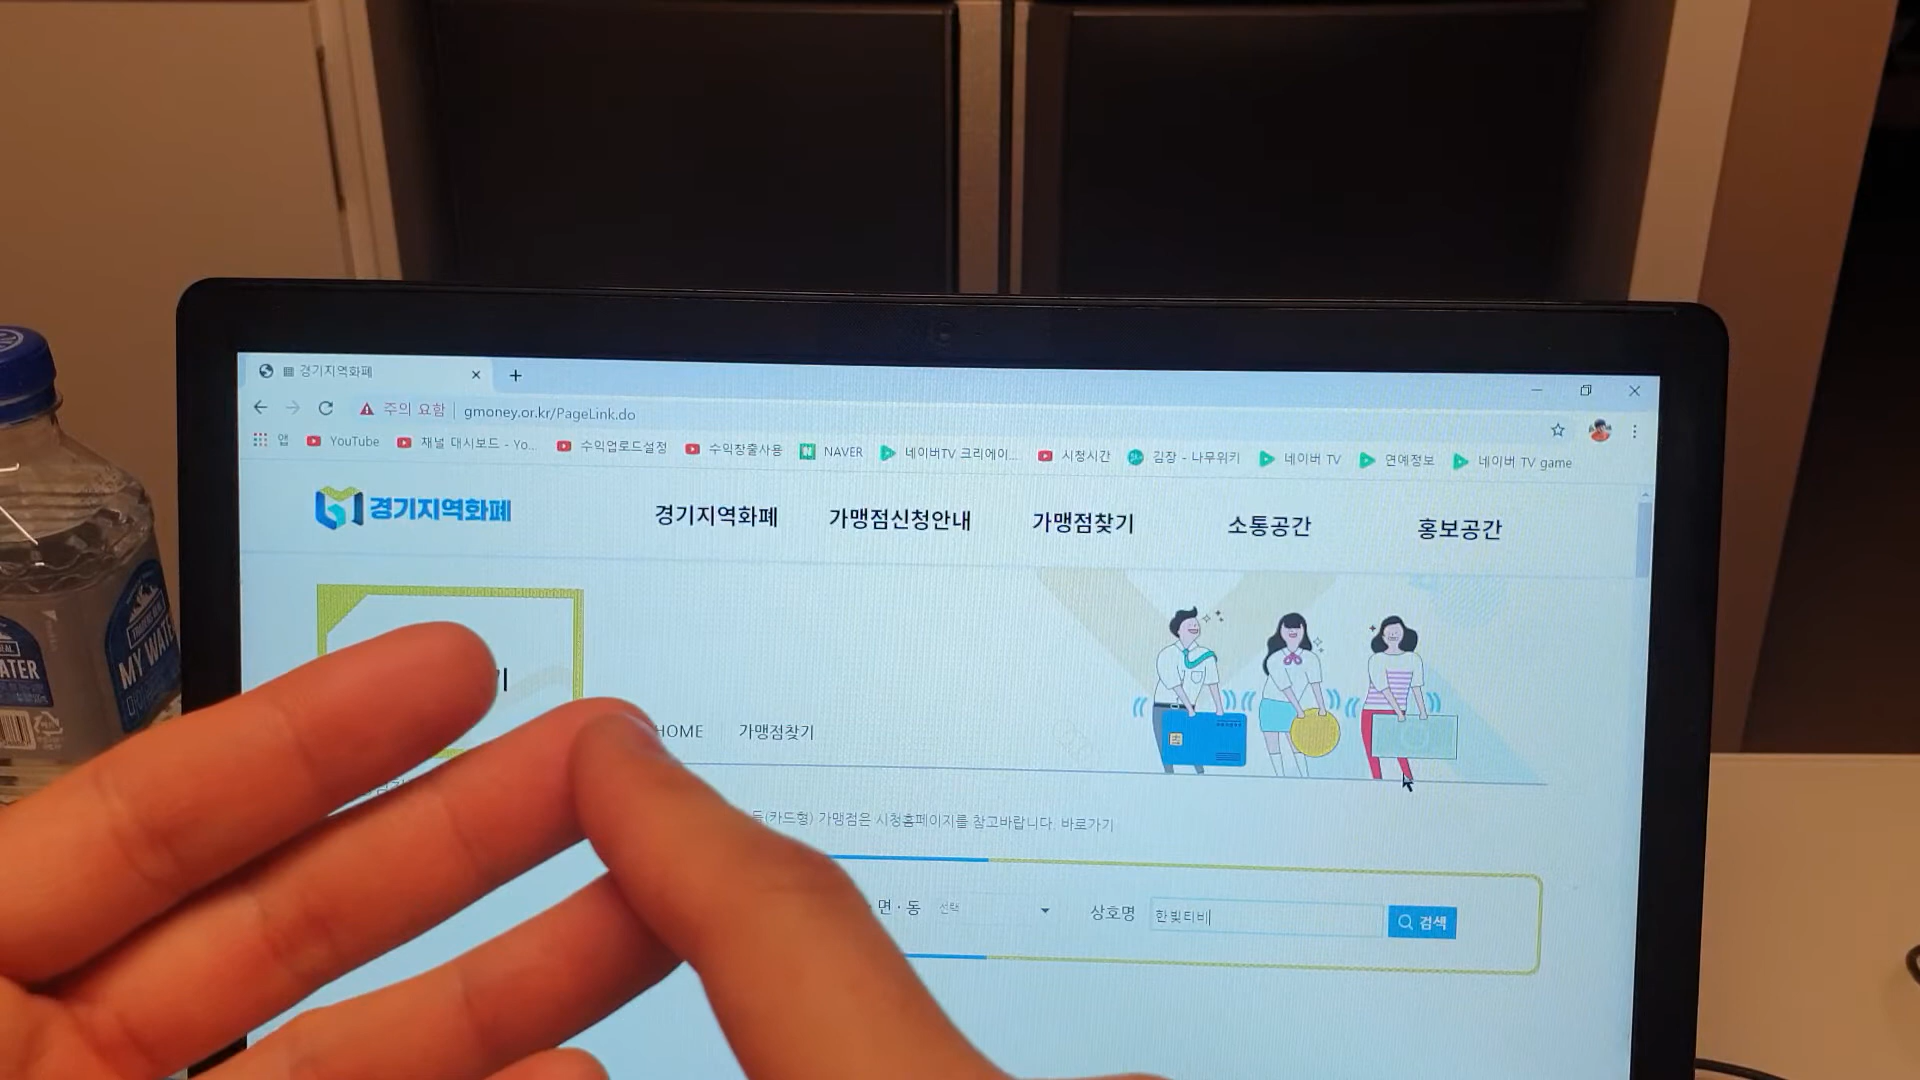 경기지역화폐
주의 요함 gmoney.or.kr/PageLink.do
앱 YouTube 채널 대시보드 - Yo... 수익업로드설정 수익창출사용 NAVER 네이버TV 크리에이... 시청시간 김장 - 나무위키 네이버 TV 연예정보 네이버 TV game
경기지역화폐 경기지역화폐 가맹점신청안내 가맹점찾기 소통공간 홍보공간
HOME 가맹점찾기
(카드형) 가맹점은 시청홈페이지를 참고바랍니다. 바로가기
면·동 선택 상호명 한빛티비 검색
MY WATER
ATER